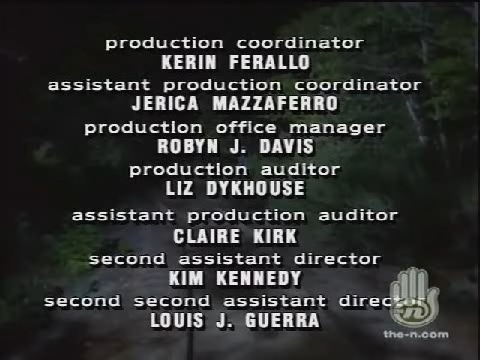 production coordinator
KERIN FERALLO
assistant production coordinator
JERICA MAZZAFERRO
production office manager
ROBYN J. DAVIS
production auditor
LIZ DYKHOUSE
assistant production auditor
CLAIRE KIRK
second assistant director
KIM KENNEDY
second second assistant director
LOUIS J. GUERRA
n
the-n.com